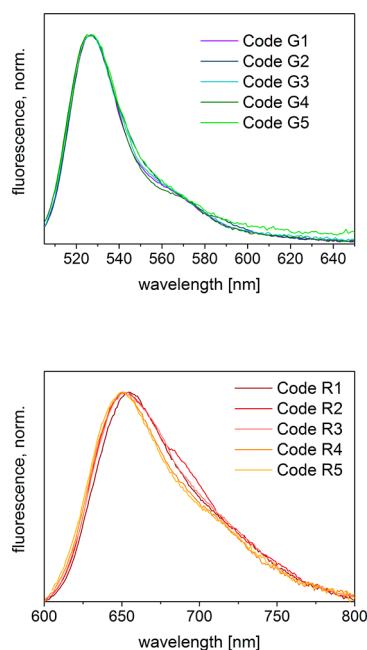 fluorescence, norm.
Code G1
Code G2
Code G3
Code G4
Code G5
520 540 560 580 600 620 640
wavelength [nm]
fluorescence, norm.
Code R1
Code R2
Code R3
Code R4
Code R5
600 650 700 750 800
wavelength [nm]